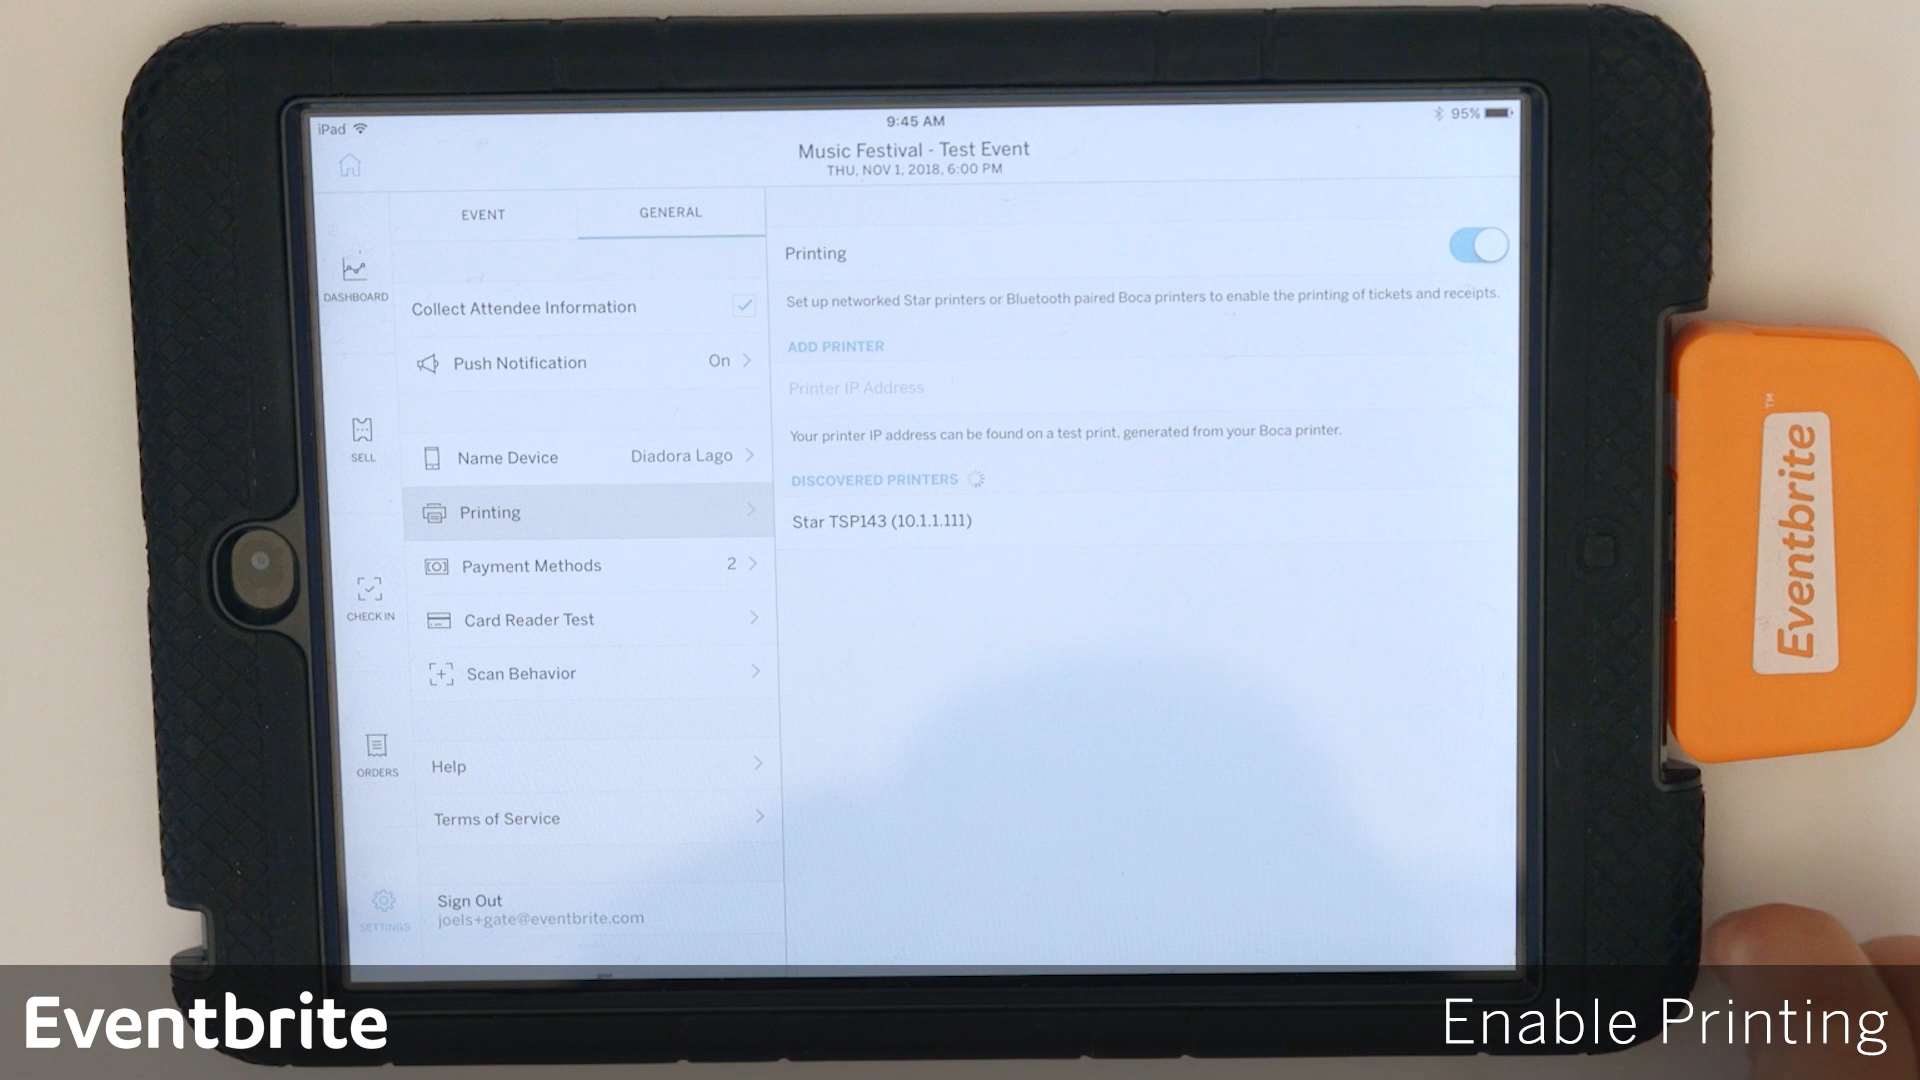 iPad
9:45 AM
95%
Music Festival - Test Event
THU, NOV 1, 2018, 6:00 PM
EVENT
GENERAL
DASHBOARD
SELL
CHECK IN
ORDERS
SETTINGS
Collect Attendee Information
Push Notification On
Name Device Diadora Lago
Printing
Payment Methods 2
Card Reader Test
Scan Behavior
Help
Terms of Service
Sign Out
joels+gate@eventbrite.com
Printing
Set up networked Star printers or Bluetooth paired Boca printers to enable the printing of tickets and receipts.
ADD PRINTER
Printer IP Address
Your printer IP address can be found on a test print, generated from your Boca printer.
DISCOVERED PRINTERS
Star TSP143 (10.1.1.111)
Eventbrite™
Eventbrite
Enable Printing